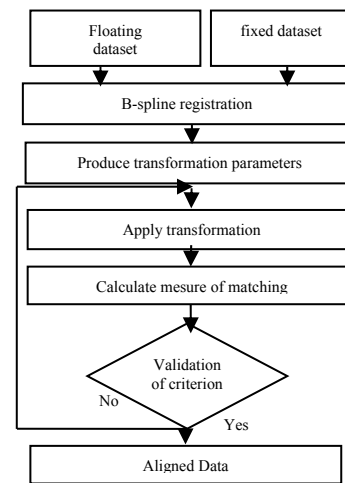 Floating
dataset
fixed dataset
B-spline registration
Produce transformation parameters
Apply transformation
Calculate mesure of matching
Validation
of criterion
No
Yes
Aligned Data